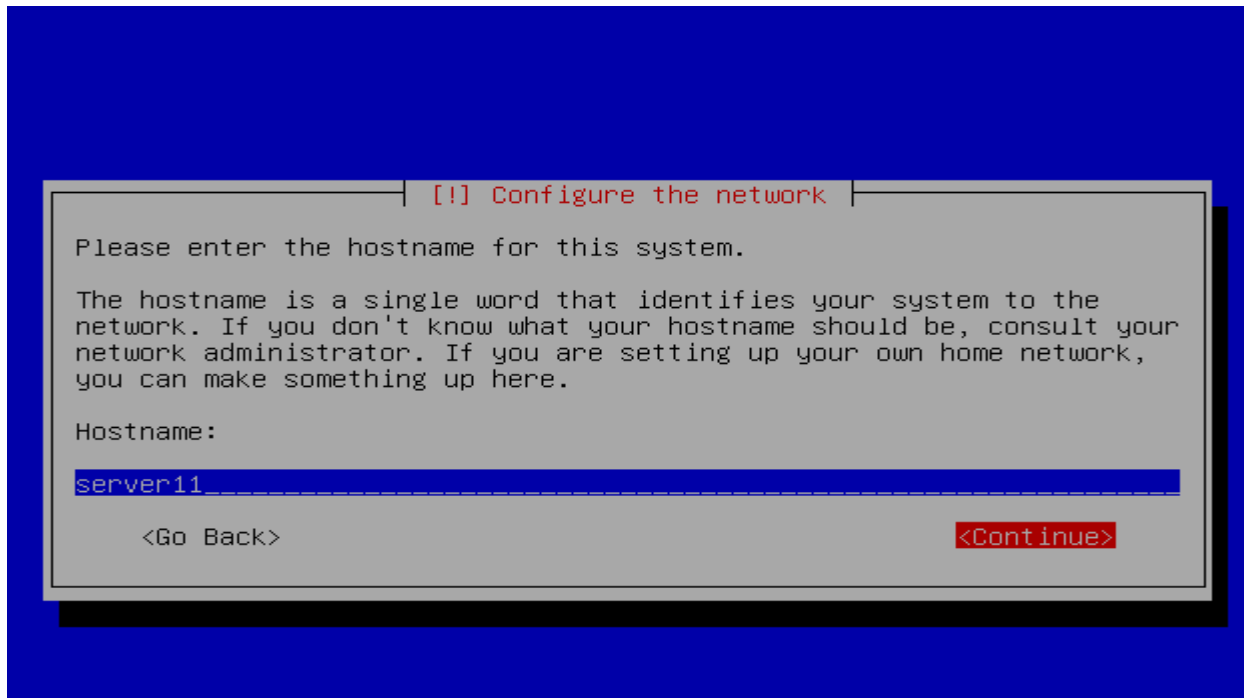 [!] Configure the network
Please enter the hostname for this system.
The hostname is a single word that identifies your system to the
network. If you don't know what your hostname should be, consult your
network administrator. If you are setting up your own home network,
you can make something up here.
Hostname:
server11
<Go Back> <Continue>